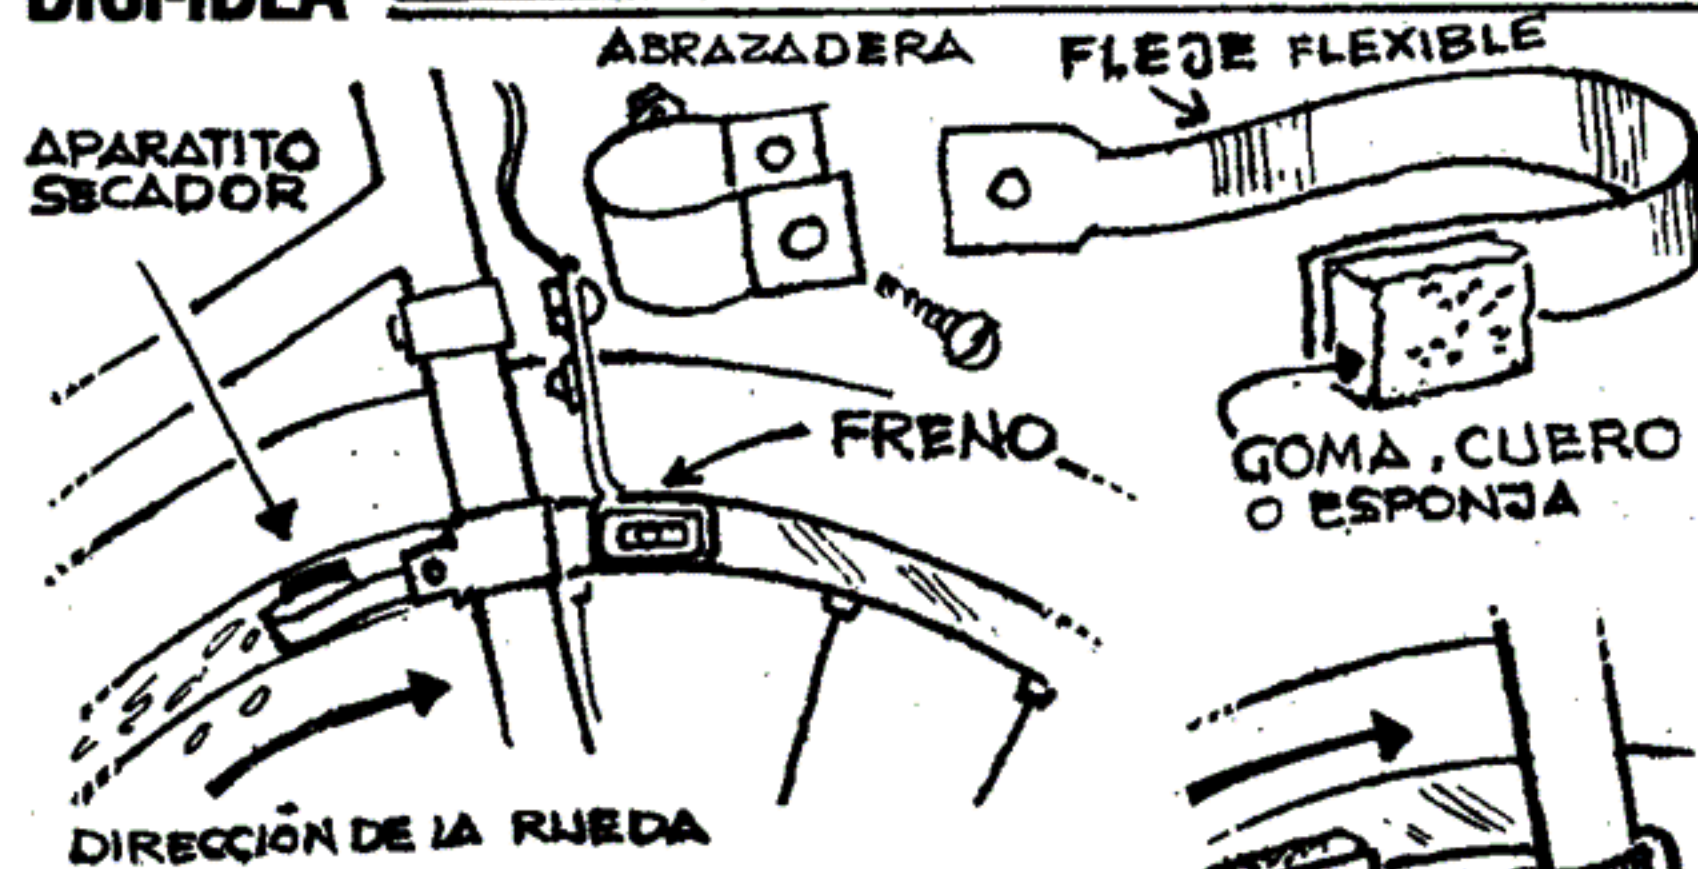 ABRAZADERA
FLEJE FLEXIBLE
APARATITO
SECADOR
FRENO
GOMA, CUERO
O ESPONJA
DIRECCIÓN DE LA RUEDA